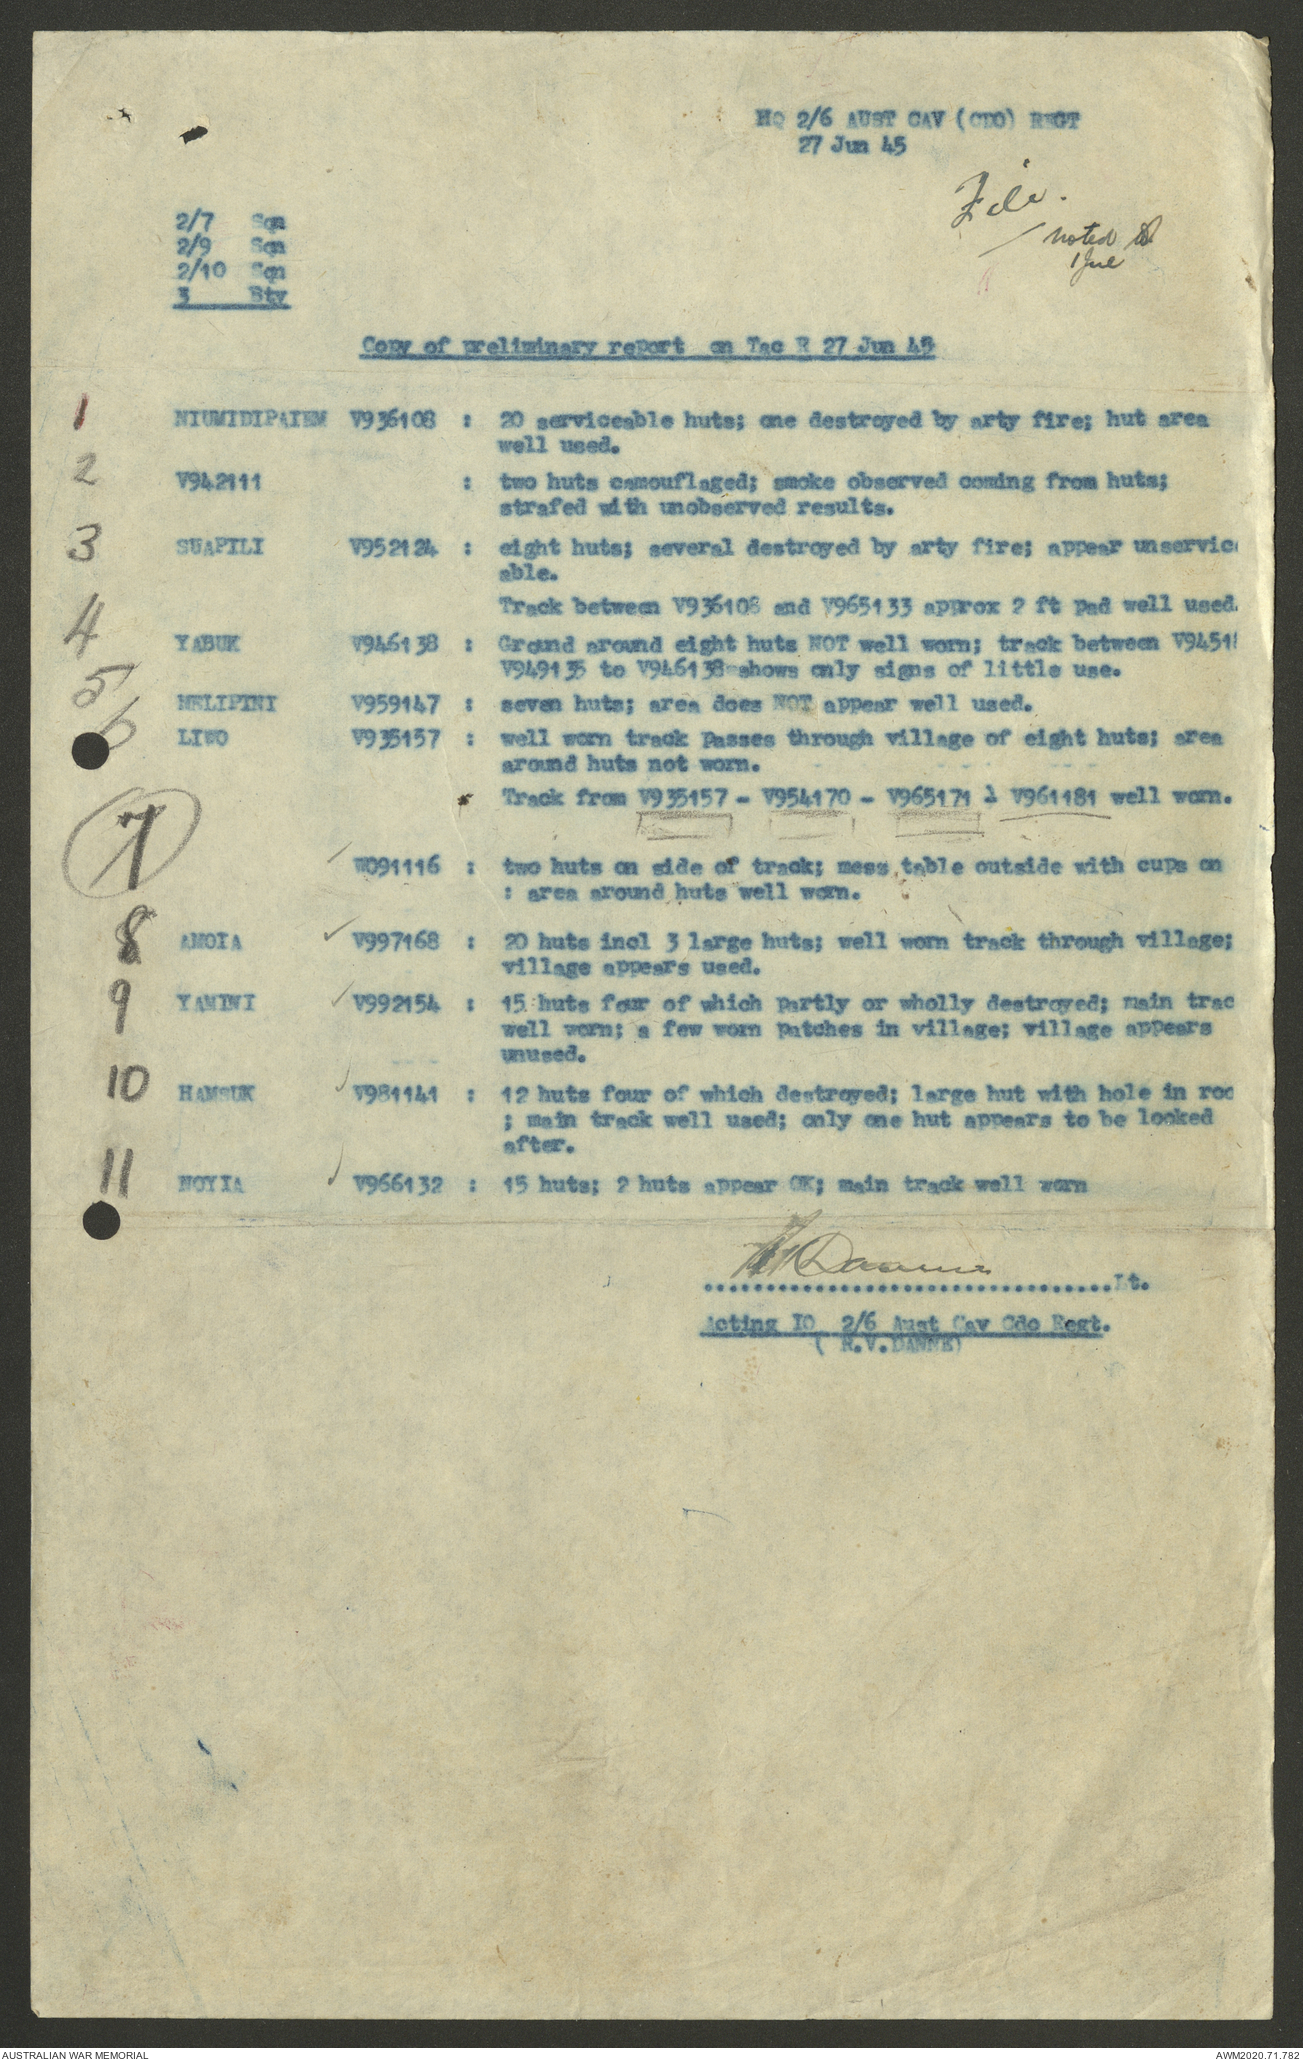 HQ 2/6 AUST CAV (CDO) REGT
27 Jun 45
File.
noted
1 Jul
2/7 Sqn
2/9 Sqn
2/10 Sqn
3 Bty
Copy of preliminary report on Tac R 27 Jun 45
1 NIUMIDIPAIEM V936108 : 20 serviceable huts; one destroyed by arty fire; hut area
well used.
2 V942111 : two huts camouflaged; smoke observed coming from huts;
strafed with unobserved results.
3 SUAPILI V952124 : eight huts; several destroyed by arty fire; appear unservic
able.
Track between V936108 and V965133 approx 2 ft pad well used.
4 YABUK V946138 : Ground around eight huts NOT well worn; track between V9451
V949135 to V946138 shows only signs of little use.
5 MELIPINI V959147 : seven huts; area does NOT appear well used.
6 LIWO V935157 : well worn track passes through village of eight huts; area
around huts not worn.
Track from V935157 - V954170 - V965171 & V961181 well worn.
7 W091116 : two huts on side of track; mess table outside with cups on
: area around huts well worn.
8 AMOIA V997168 : 20 huts incl 3 large huts; well worn track through village;
village appears used.
9 YAMINI V992154 : 15 huts four of which partly or wholly destroyed; main trac
well worn; a few worn patches in village; village appears
unused.
10 HAMSUK V981141 : 12 huts four of which destroyed; large hut with hole in roo
; main track well used; only one hut appears to be looked
after.
11 NOYIA V966132 : 15 huts; 2 huts appear OK; main track well worn
Danne
..................................Lt.
Acting IO 2/6 Aust Cav Cdo Regt.
( R.V.DANNE)
AUSTRALIAN WAR MEMORIAL
AWM2020.71.782